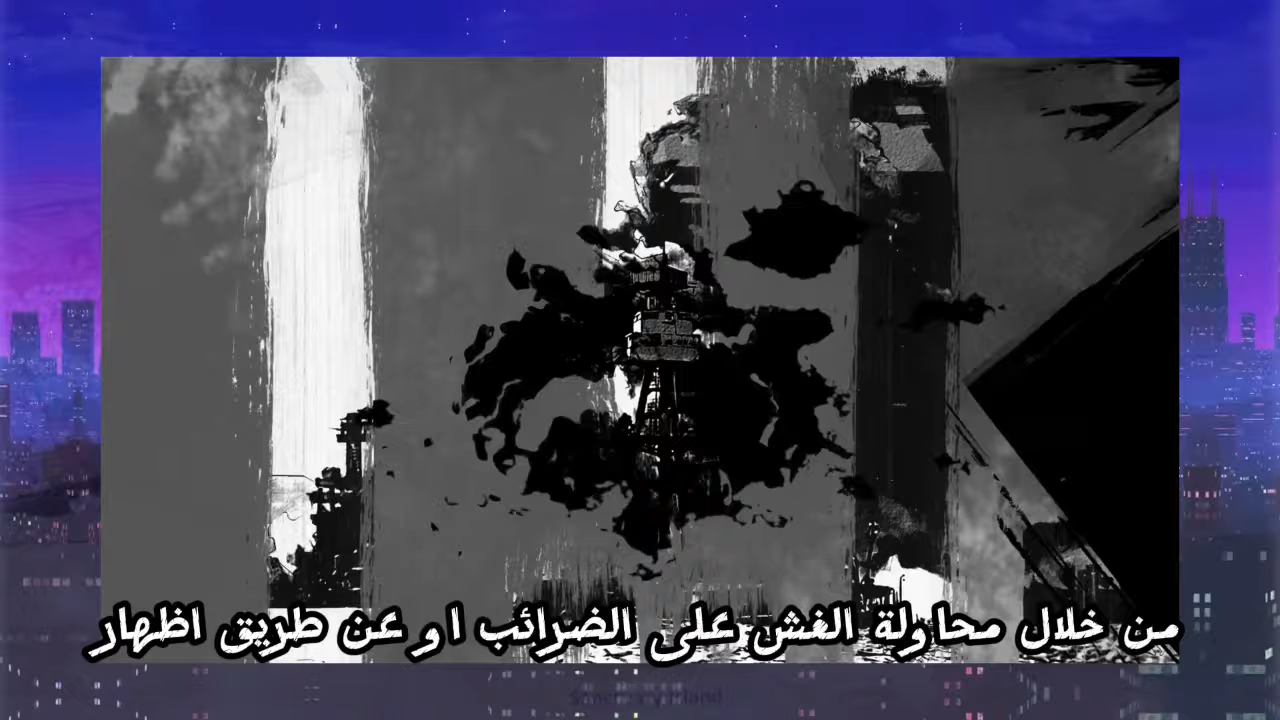 من خلال محاولة الغش على الضرائب او عن طريق اظهار